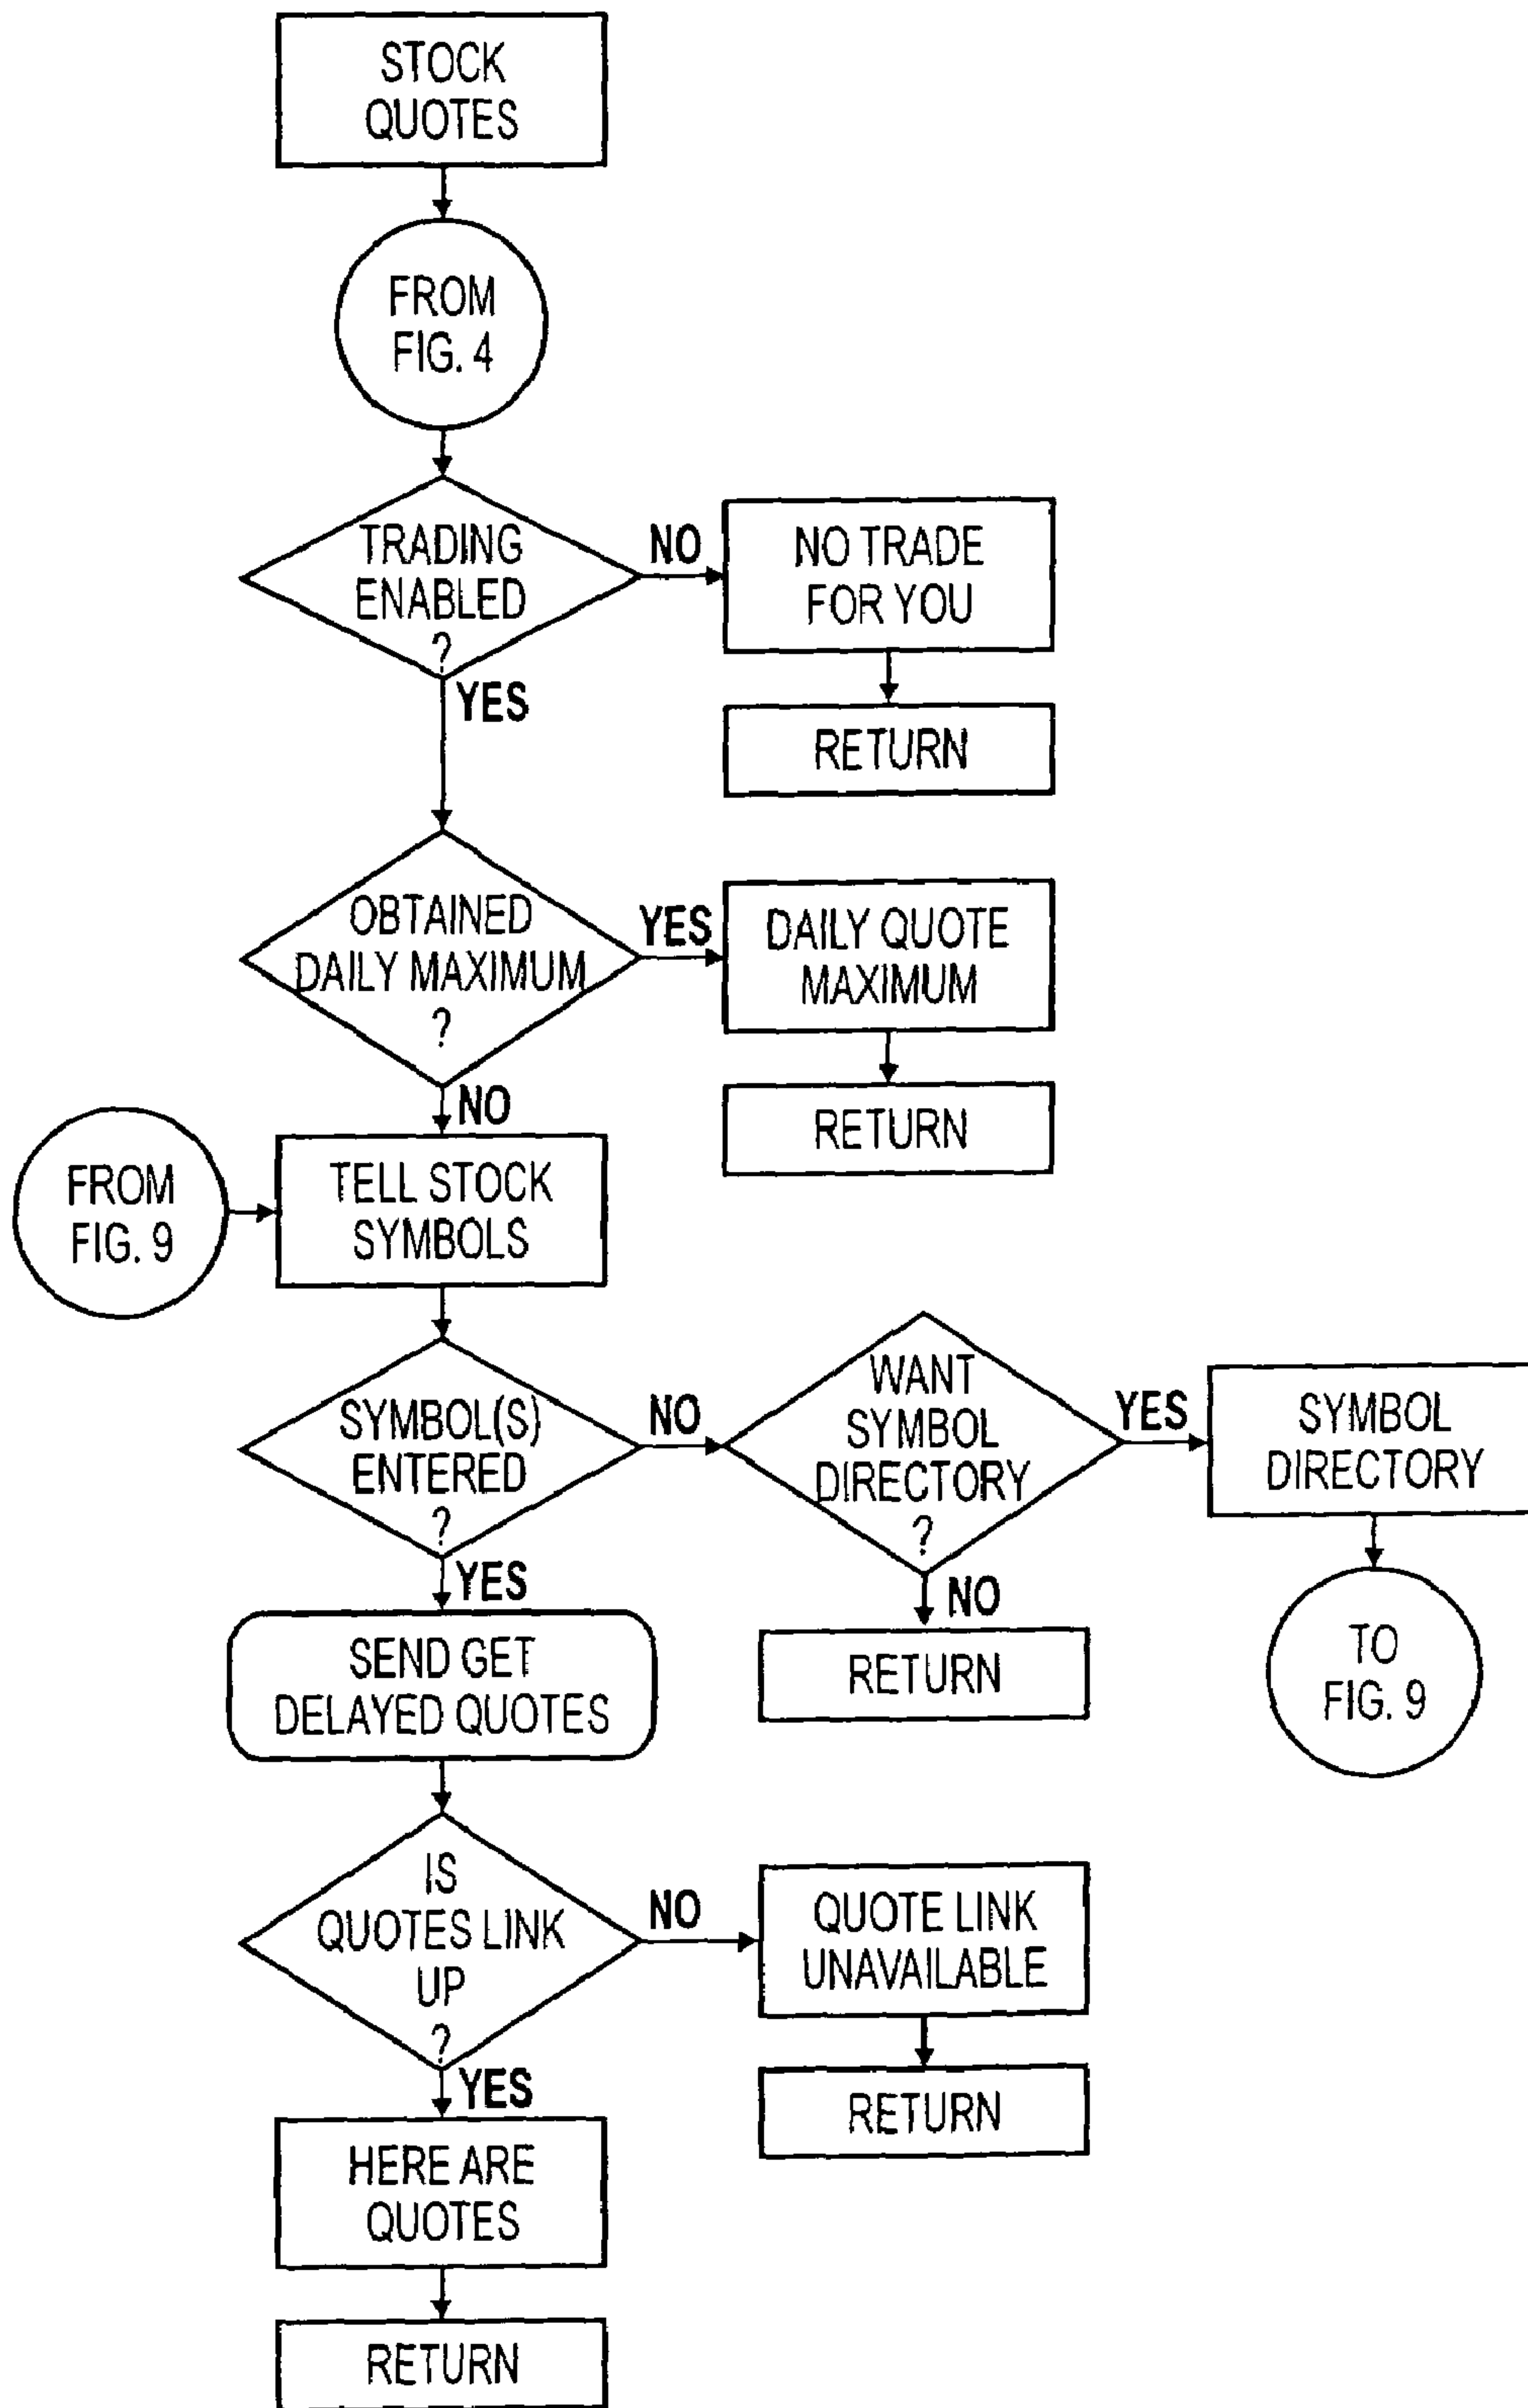 STOCK
QUOTES
FROM
FIG. 4
TRADING
ENABLED
?
NO
NO TRADE
FOR YOU
YES
RETURN
OBTAINED
DAILY MAXIMUM
?
YES
DAILY QUOTE
MAXIMUM
NO
RETURN
FROM
FIG. 9
TELL STOCK
SYMBOLS
SYMBOL(S)
ENTERED
?
NO
WANT
SYMBOL
DIRECTORY
?
YES
SYMBOL
DIRECTORY
YES
NO
RETURN
TO
FIG. 9
SEND GET
DELAYED QUOTES
IS
QUOTES LINK
UP
?
NO
QUOTE LINK
UNAVAILABLE
YES
RETURN
HERE ARE
QUOTES
RETURN